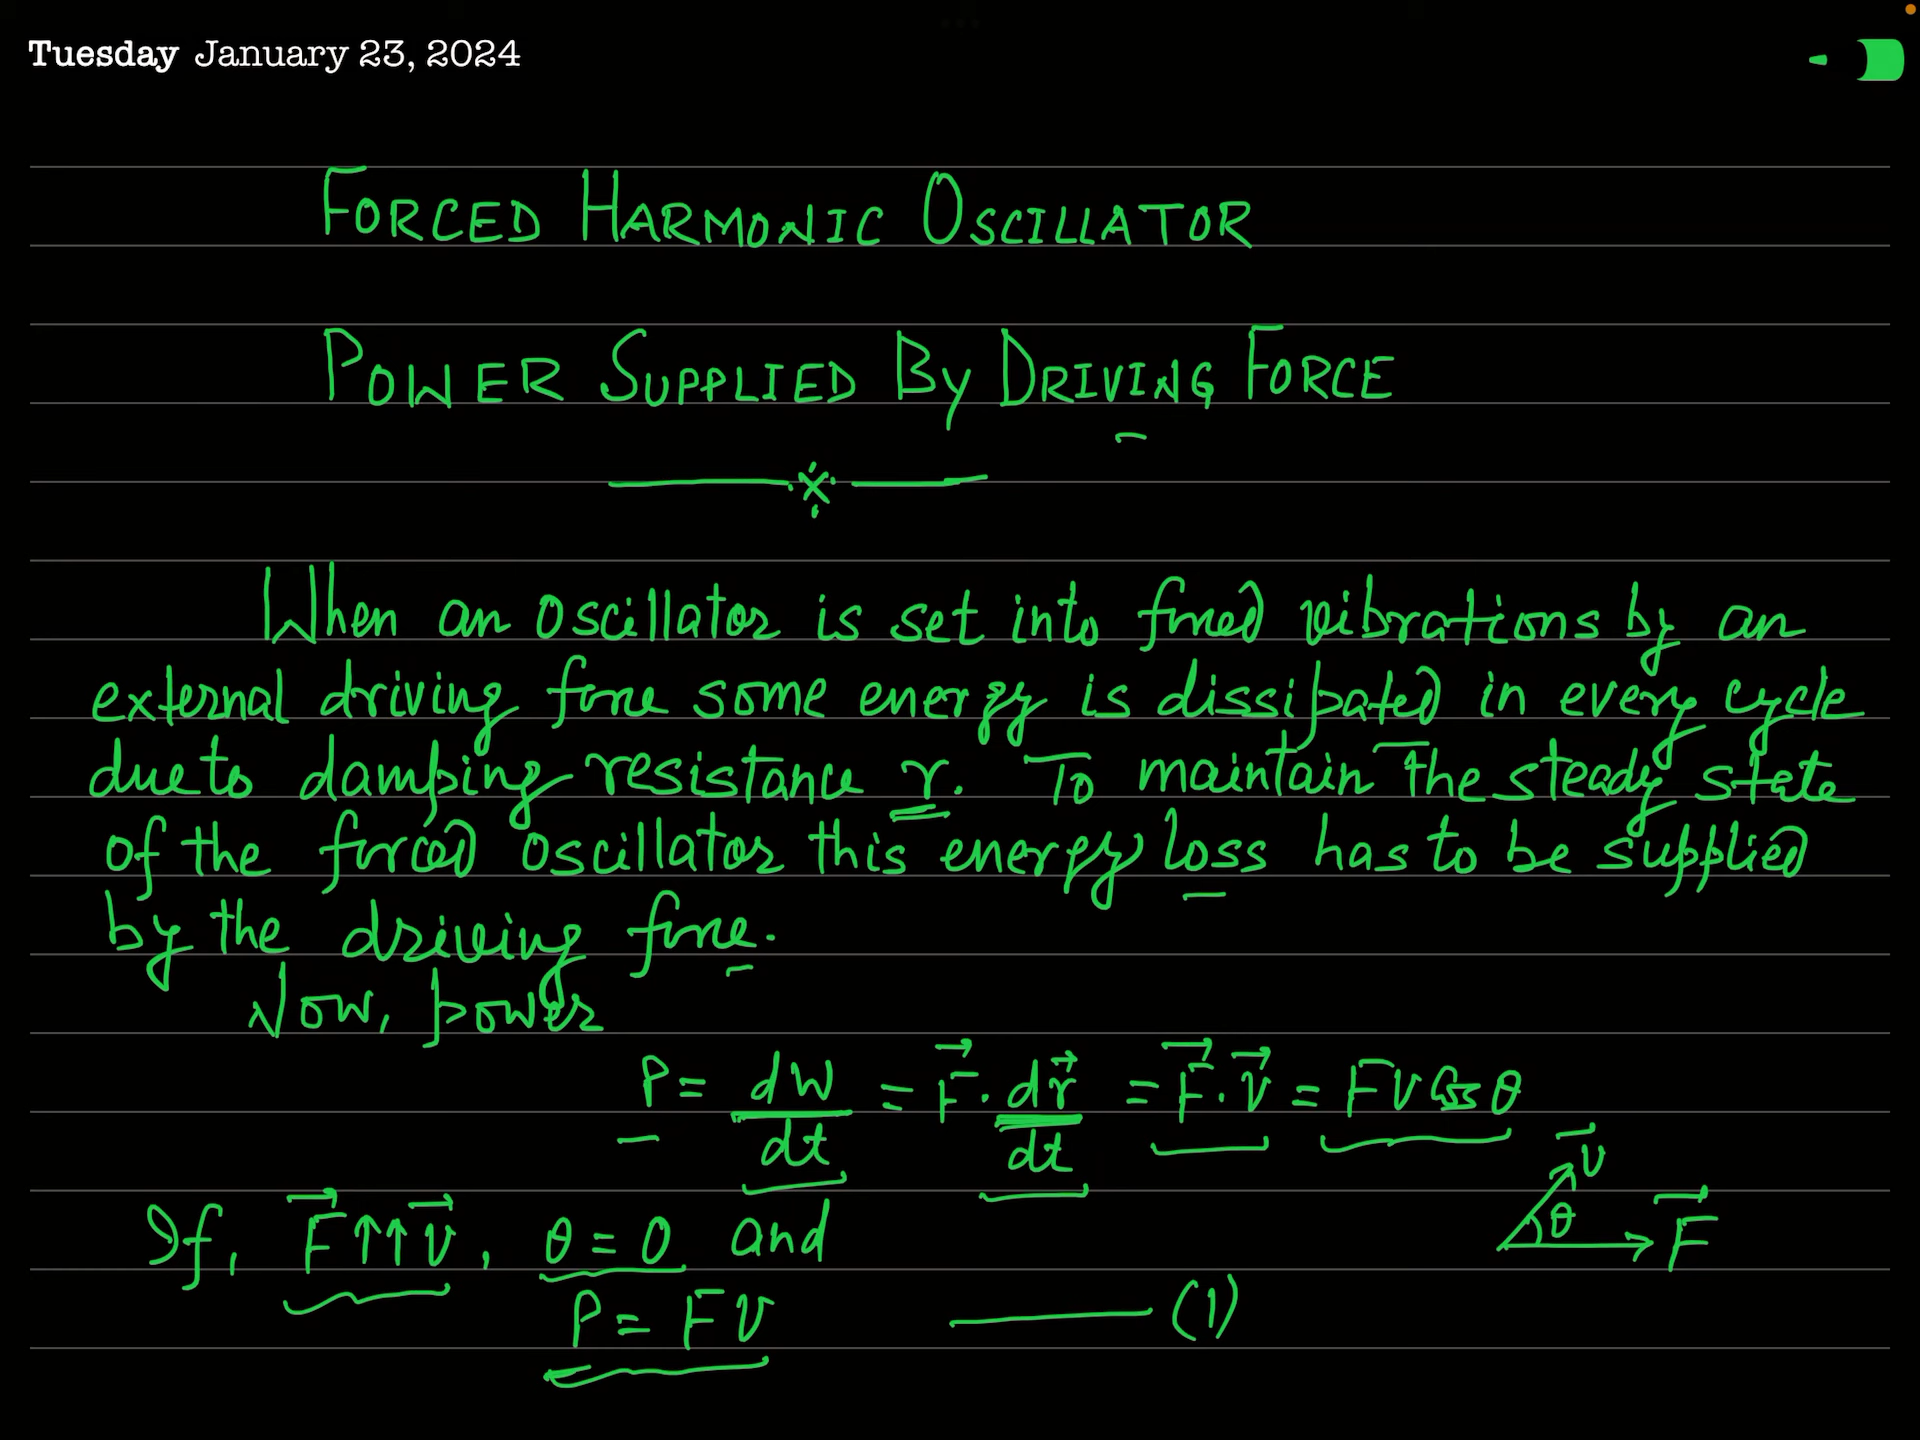 Tuesday January 23, 2024
FORCED HARMONIC OSCILLATOR
POWER SUPPLIED BY DRIVING FORCE
When an oscillator is set into forced vibrations by an
external driving force some energy is dissipated in every cycle
due to damping resistance r. To maintain the steady state
of the forced oscillator this energy loss has to be supplied
by the driving force.
Now, power
P = dW/dt = F⃗ · dr⃗/dt = F⃗ · v⃗ = Fv Cos θ
v⃗
θ F⃗
If, F⃗ ↑↑ v⃗, θ = 0 and
P = Fv ——— (1)